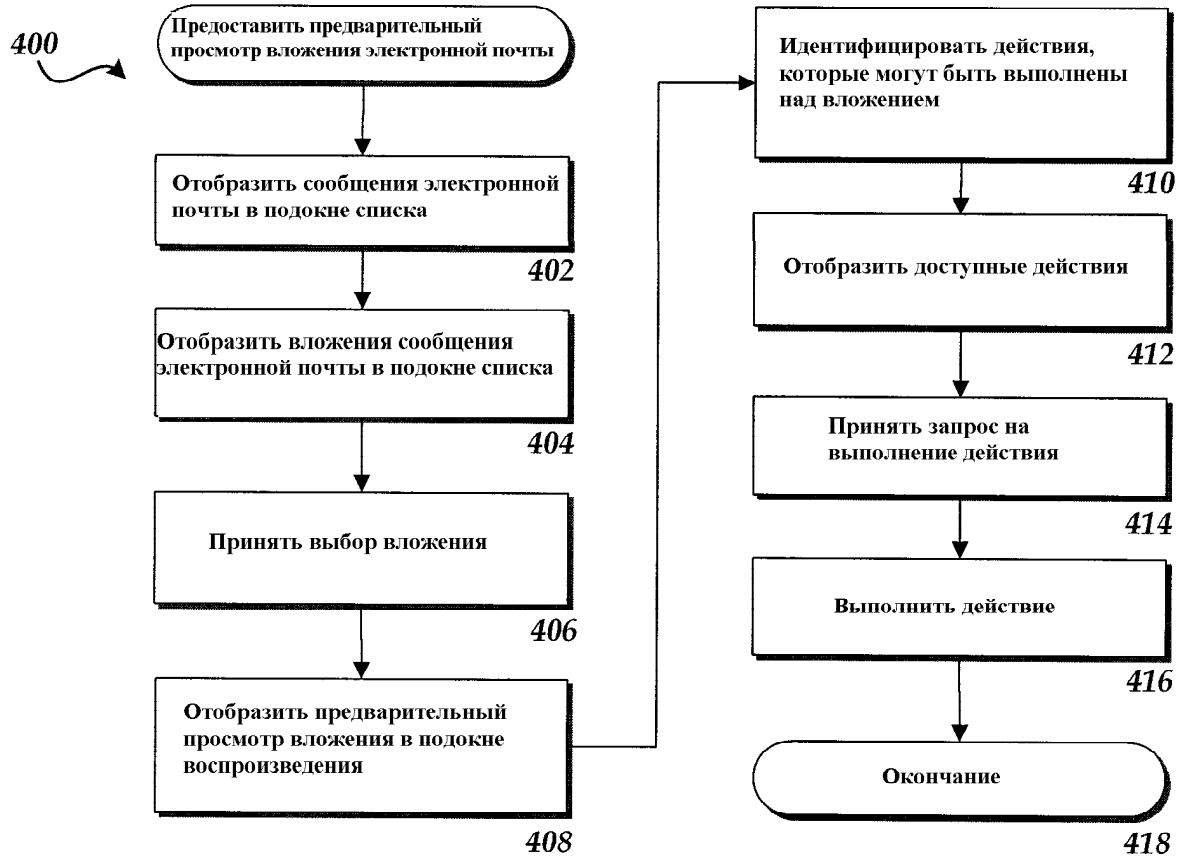 400
Предоставить предварительный
просмотр вложения электронной почты
Отобразить сообщения электронной
почты в подокне списка
402
Отобразить вложения сообщения
электронной почты в подокне списка
404
Принять выбор вложения
406
Отобразить предварительный
просмотр вложения в подокне
воспроизведения
408
Идентифицировать действия,
которые могут быть выполнены
над вложением
410
Отобразить доступные действия
412
Принять запрос на
выполнение действия
414
Выполнить действие
416
Окончание
418